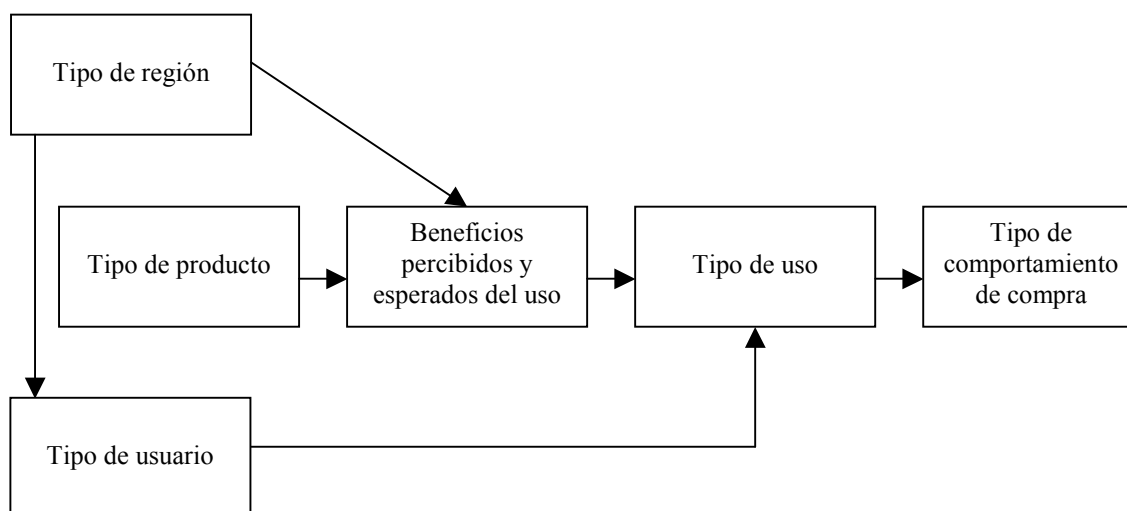 Tipo de región
Tipo de producto
Beneficios
percibidos y
esperados del uso
Tipo de uso
Tipo de
comportamiento
de compra
Tipo de usuario